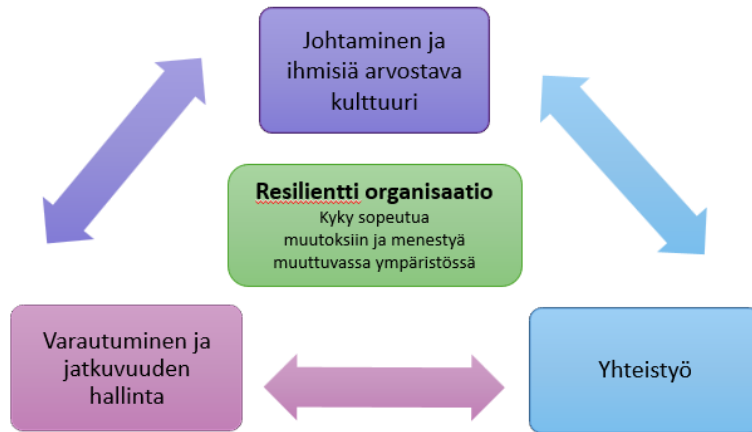 Johtaminen ja
ihmisiä arvostava
kulttuuri
Resilientti organisaatio
Kyky sopeutua
muutoksiin ja menestyä
muuttuvassa ympäristössä
Varautuminen ja
jatkuvuuden
hallinta
Yhteistyö